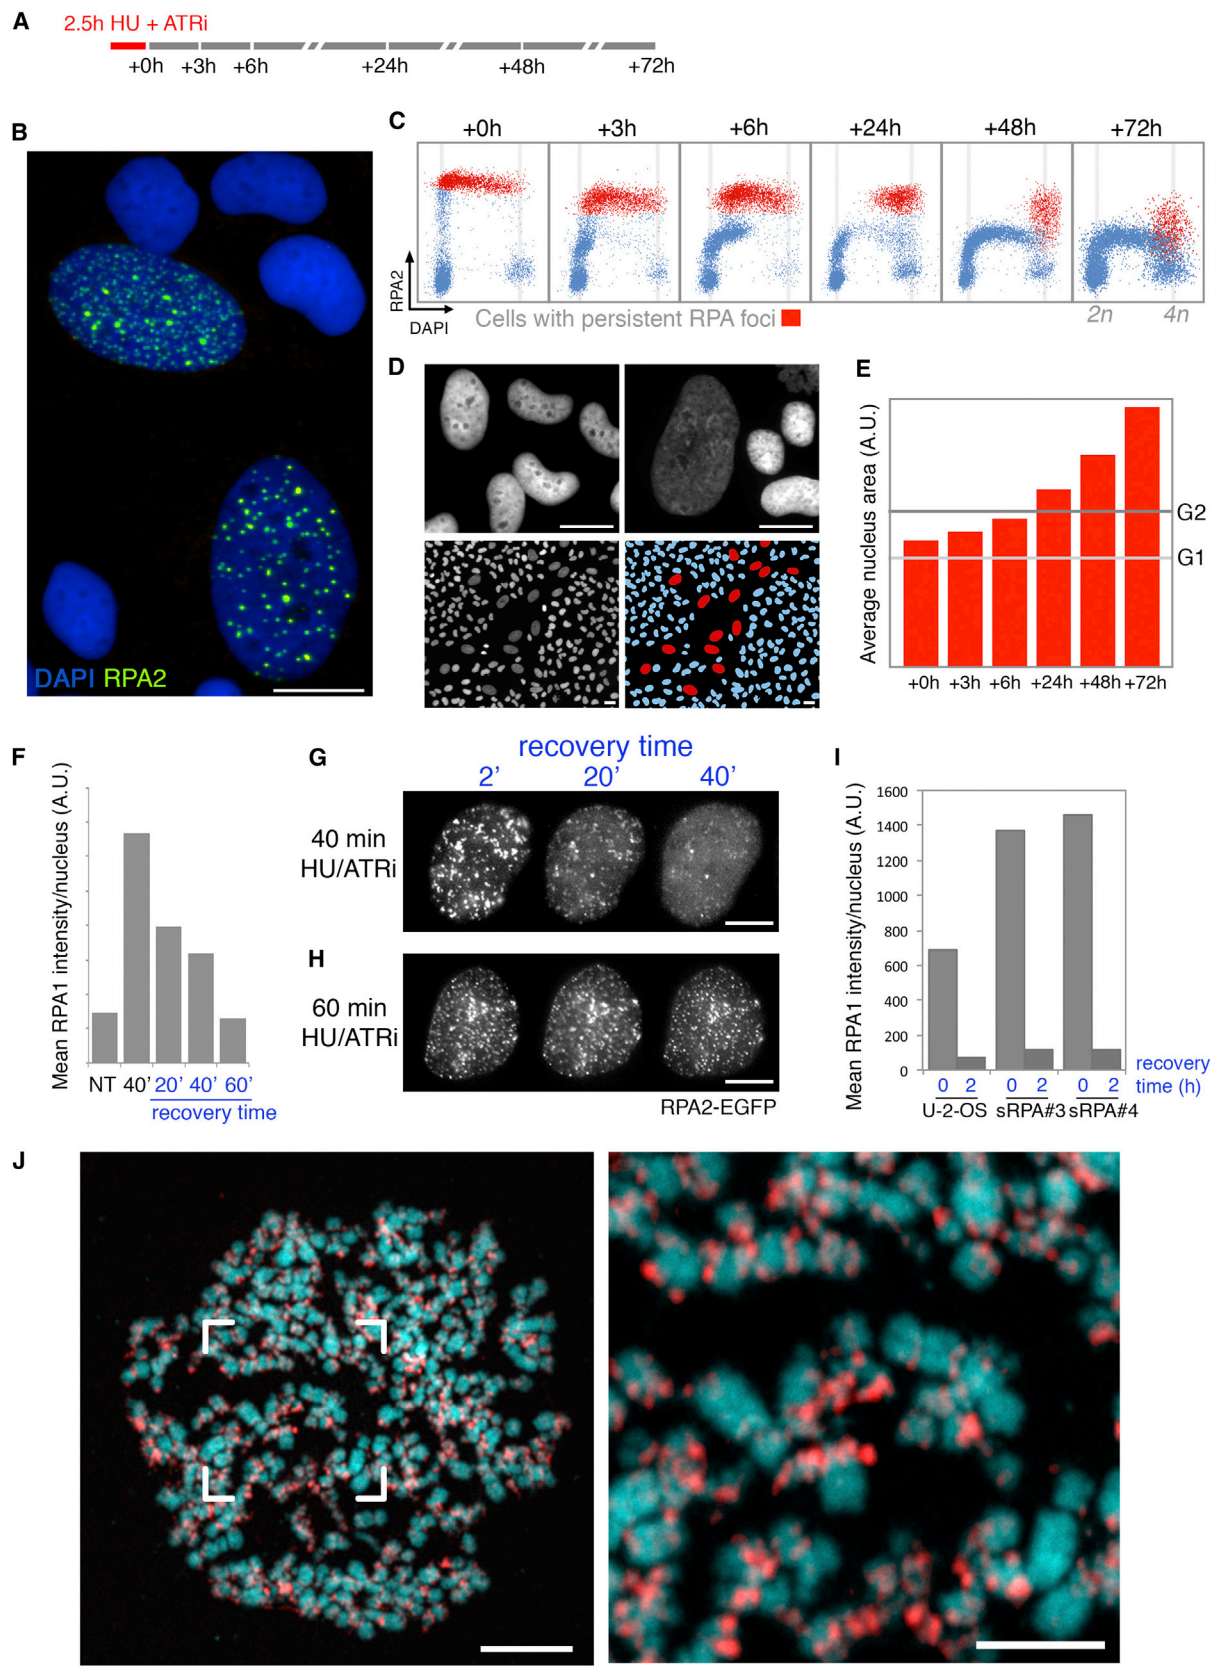 A
2.5h HU + ATRi
+0h +3h +6h +24h +48h +72h
B
DAPI RPA2
C
+0h +3h +6h +24h +48h +72h
RPA2
DAPI
2n 4n
Cells with persistent RPA foci
D
E
Average nucleus area (A.U.)
G2
G1
+0h +3h +6h +24h +48h +72h
F
Mean RPA1 intensity/nucleus (A.U.)
NT 40' 20' 40' 60'
recovery time
G
recovery time
2' 20' 40'
40 min
HU/ATRi
H
60 min
HU/ATRi
RPA2-EGFP
I
Mean RPA1 intensity/nucleus (A.U.)
1600
1400
1200
1000
800
600
400
200
0
0 2 0 2 0 2
recovery
time (h)
U-2-OS sRPA#3 sRPA#4
J